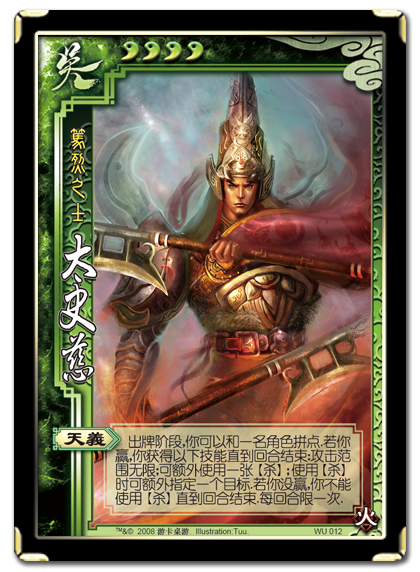 吴
篤烈之士
太史慈
天義
出牌阶段,你可以和一名角色拼点.若你
赢,你获得以下技能直到回合结束:攻击范
围无限;可额外使用一张【杀】;使用【杀】
时可额外指定一个目标.若你没赢,你不能
使用【杀】直到回合结束.每回合限一次.
™&© 2008 游卡桌游. Illustration:Tuu. WU 012
火